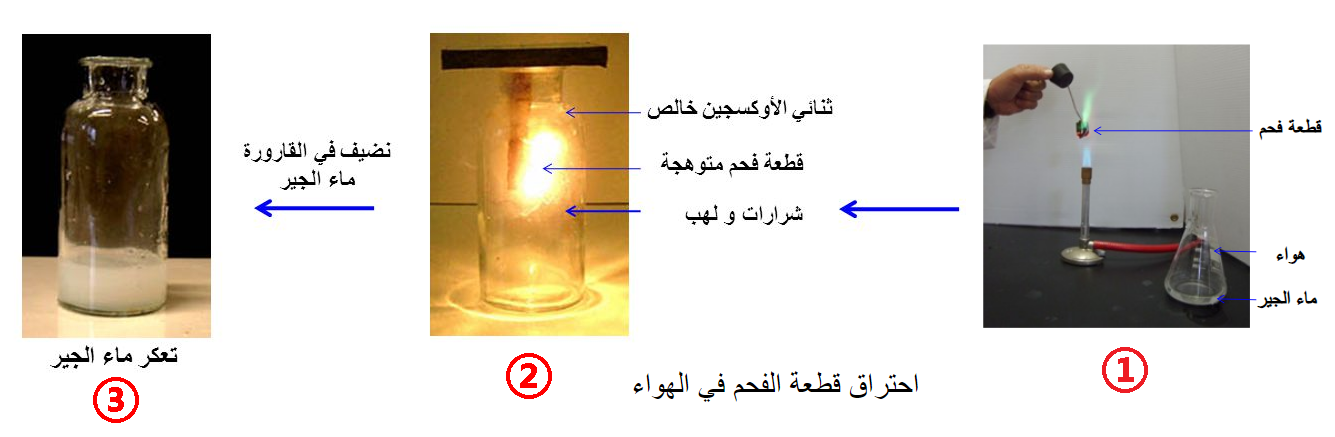 قطعة فحم
هواء
ماء الجير
①
ثنائي الأوكسجين خالص
قطعة فحم متوهجة
شرارات و لهب
②
احتراق قطعة الفحم في الهواء
نضيف في القارورة
ماء الجير
تعكر ماء الجير
③